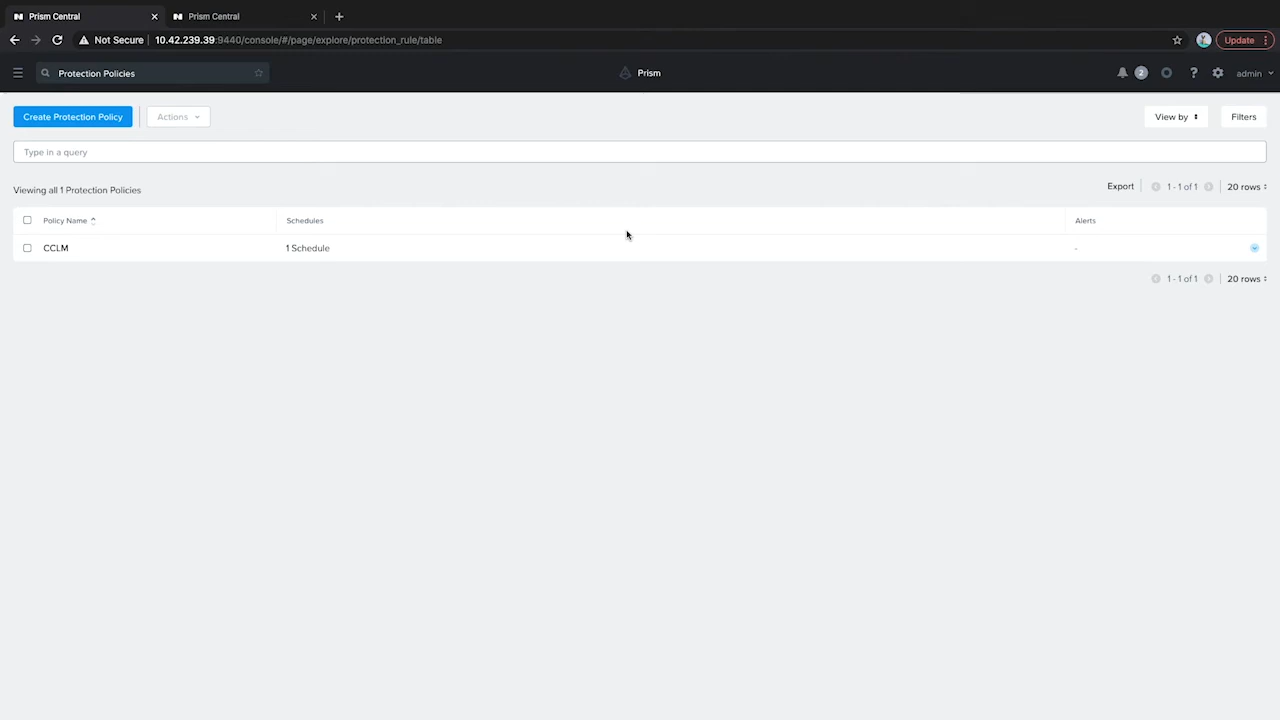 Prism Central
Prism Central
Not Secure 10.42.239.39:9440/console/#/page/explore/protection_rule/table
Update
Protection Policies
Prism
2
?
admin
Create Protection Policy
Actions
View by
Filters
Type in a query
Viewing all 1 Protection Policies
Export
1 - 1 of 1
20 rows
Policy Name
Schedules
Alerts
CCLM
1 Schedule
-
1 - 1 of 1
20 rows